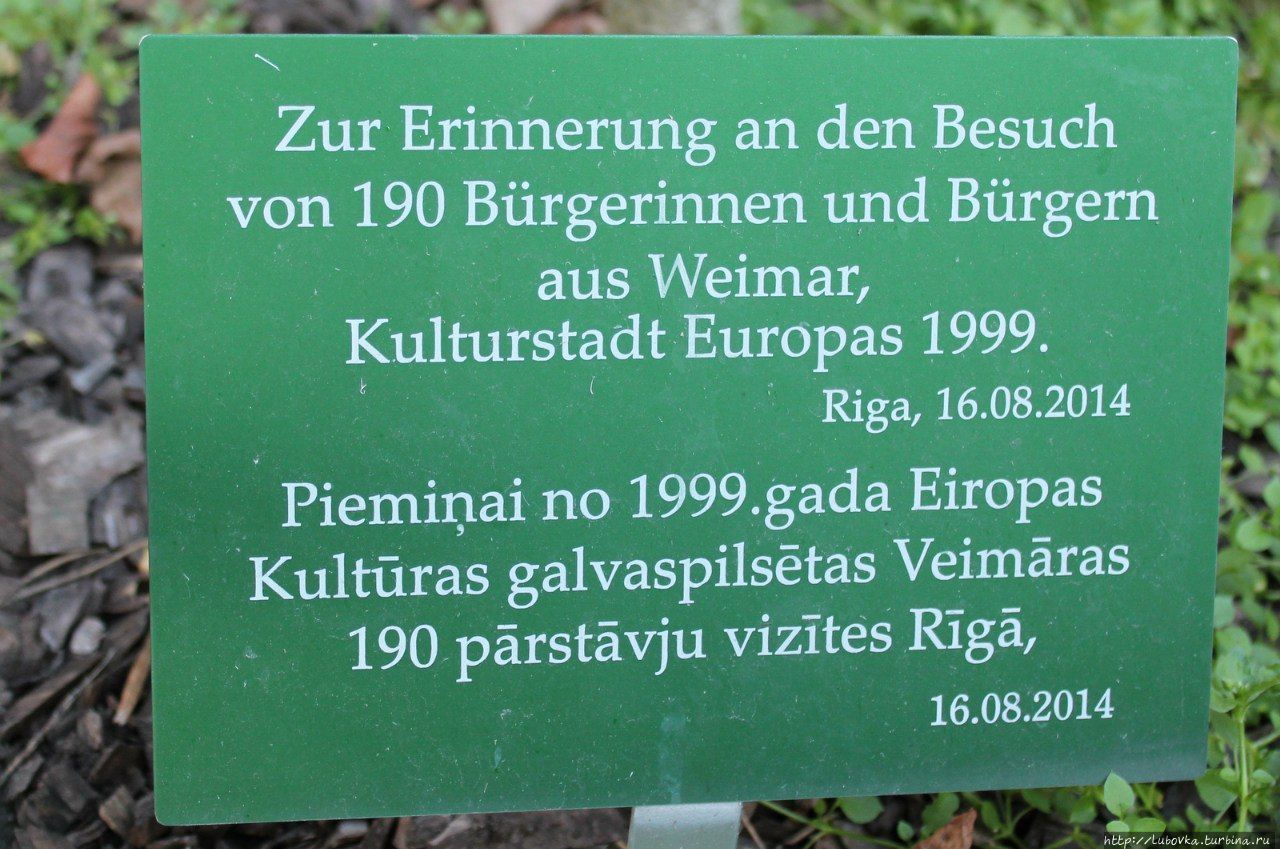 Zur Erinnerung an den Besuch
von 190 Bürgerinnen und Bürgern
aus Weimar,
Kulturstadt Europas 1999.
Riga, 16.08.2014
Piemiņai no 1999.gada Eiropas
Kultūras galvaspilsētas Veimāras
190 pārstāvju vizītes Rīgā,
16.08.2014
http://Lubovka.turbina.ru